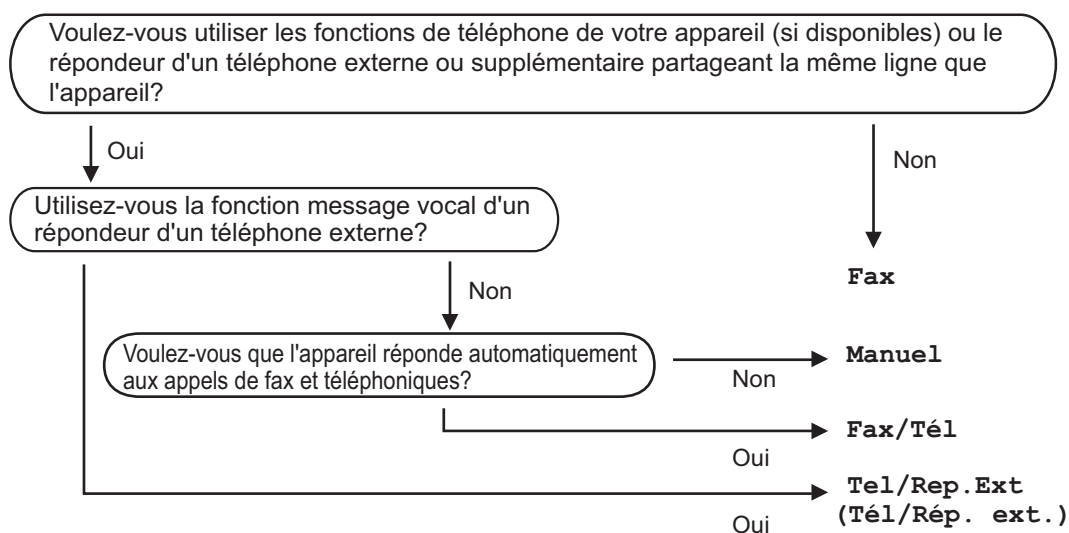 Voulez-vous utiliser les fonctions de téléphone de votre appareil (si disponibles) ou le
répondeur d'un téléphone externe ou supplémentaire partageant la même ligne que
l'appareil?
Oui
Non
Utilisez-vous la fonction message vocal d'un
répondeur d'un téléphone externe?
Fax
Non
Voulez-vous que l'appareil réponde automatiquement
aux appels de fax et téléphoniques?
Non
Manuel
Oui
Fax/Tél
Oui
Tel/Rep.Ext
(Tél/Rép. ext.)